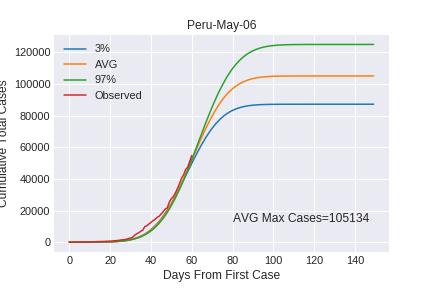 Peru-May-06
3%
AVG
97%
Observed
120000
100000
80000
60000
40000
20000
0
Cumulative Total Cases
AVG Max Cases=105134
0 20 40 60 80 100 120 140
Days From First Case